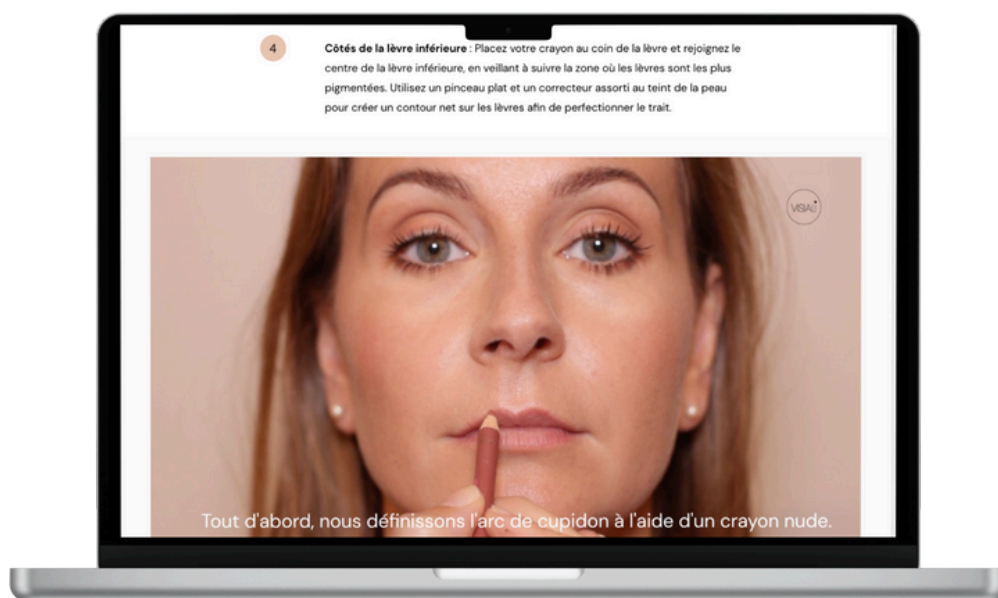 4
Côtés de la lèvre inférieure : Placez votre crayon au coin de la lèvre et rejoignez le
centre de la lèvre inférieure, en veillant à suivre la zone où les lèvres sont les plus
pigmentées. Utilisez un pinceau plat et un correcteur assorti au teint de la peau
pour créer un contour net sur les lèvres afin de perfectionner le trait.
Tout d'abord, nous définissons l'arc de cupidon à l'aide d'un crayon nude.